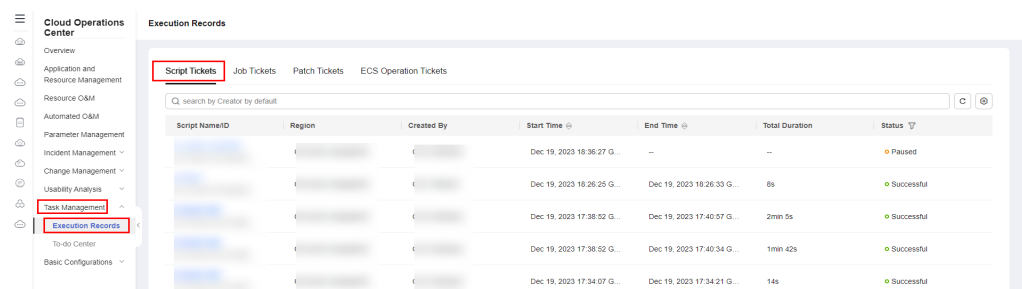 Cloud Operations
Center
Overview
Application and
Resource Management
Resource O&M
Automated O&M
Parameter Management
Incident Management
Change Management
Usability Analysis
Task Management
Execution Records
To-do Center
Basic Configurations
Execution Records
Script Tickets Job Tickets Patch Tickets ECS Operation Tickets
search by Creator by default
Script Name/ID Region Created By Start Time End Time Total Duration Status
Dec 19, 2023 18:36:27 G... -- -- Paused
Dec 19, 2023 18:26:25 G... Dec 19, 2023 18:26:33 G... 8s Successful
Dec 19, 2023 17:38:52 G... Dec 19, 2023 17:40:57 G... 2min 5s Successful
Dec 19, 2023 17:38:52 G... Dec 19, 2023 17:40:34 G... 1min 42s Successful
Dec 19, 2023 17:34:07 G... Dec 19, 2023 17:34:21 G... 14s Successful